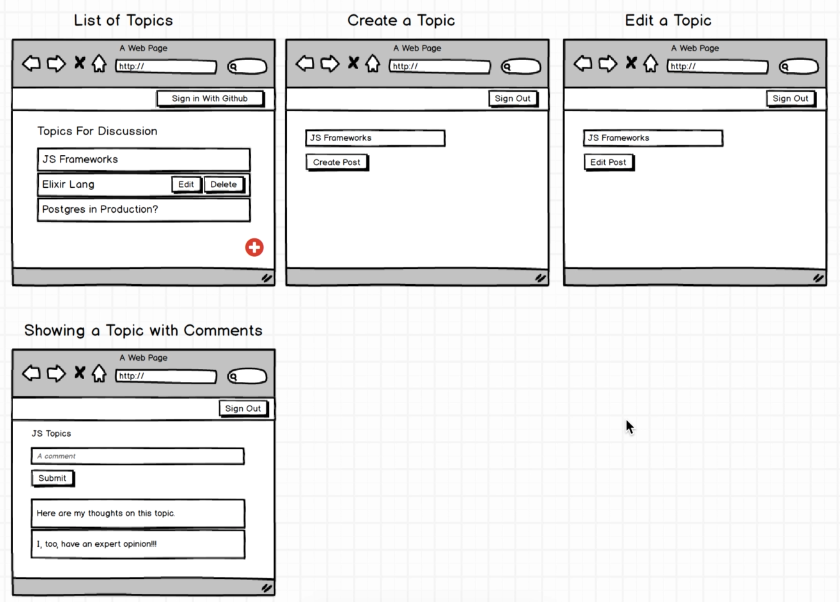 List of Topics
A Web Page
http://
Sign in With Github
Topics For Discussion
JS Frameworks
Elixir Lang
Edit
Delete
Postgres in Production?
Create a Topic
A Web Page
http://
Sign Out
JS Frameworks
Create Post
Edit a Topic
A Web Page
http://
Sign Out
JS Frameworks
Edit Post
Showing a Topic with Comments
A Web Page
http://
Sign Out
JS Topics
A comment
Submit
Here are my thoughts on this topic.
I, too, have an expert opinion!!!